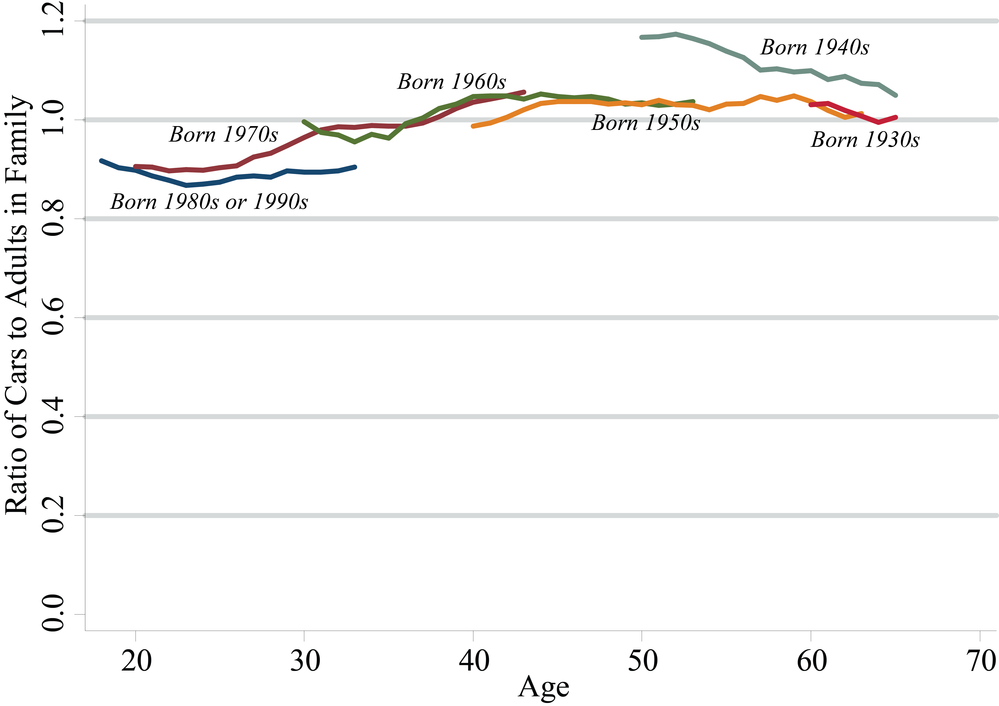 Ratio of Cars to Adults in Family
1.2
1.0
0.8
0.6
0.4
0.2
0.0
Born 1940s
Born 1960s
Born 1950s
Born 1970s
Born 1930s
Born 1980s or 1990s
20 30 40 50 60 70
Age